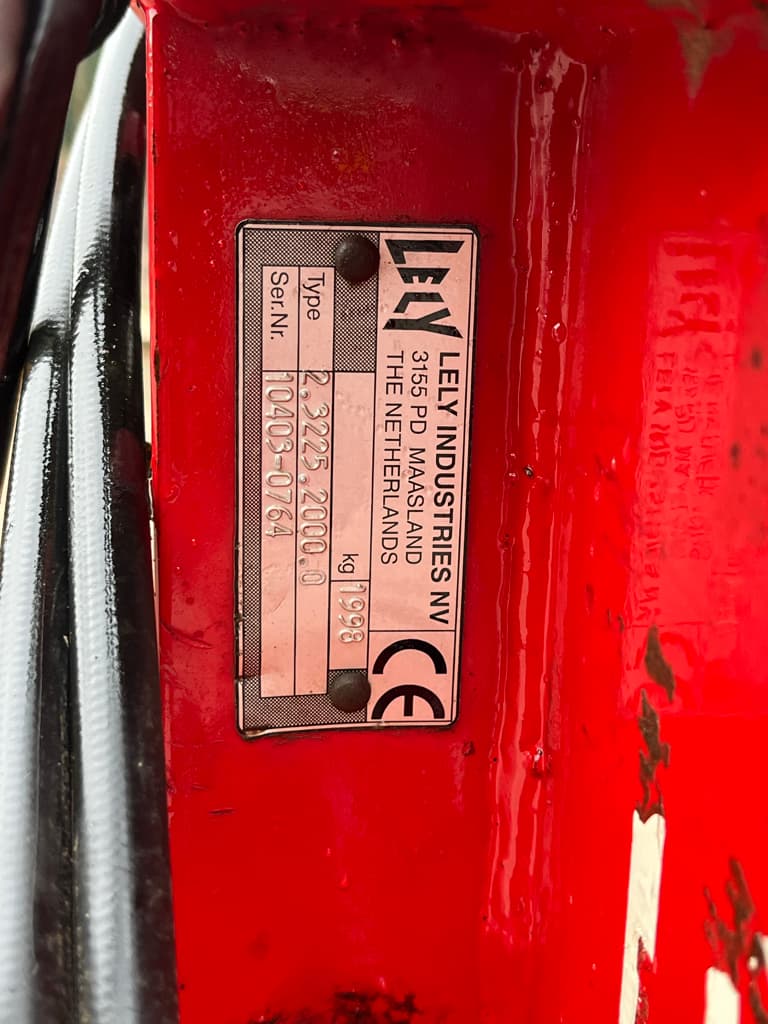 LELY
LELY INDUSTRIES NV
3155 PD MAASLAND
THE NETHERLANDS
CE
kg 1998
Type 2.3225.2000.0
Ser.Nr. 10403-0764